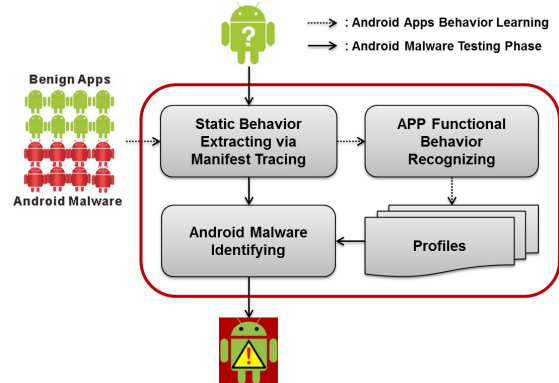 ?
: Android Apps Behavior Learning
: Android Malware Testing Phase
Benign Apps
Android Malware
Static Behavior
Extracting via
Manifest Tracing
APP Functional
Behavior
Recognizing
Android Malware
Identifying
Profiles
!